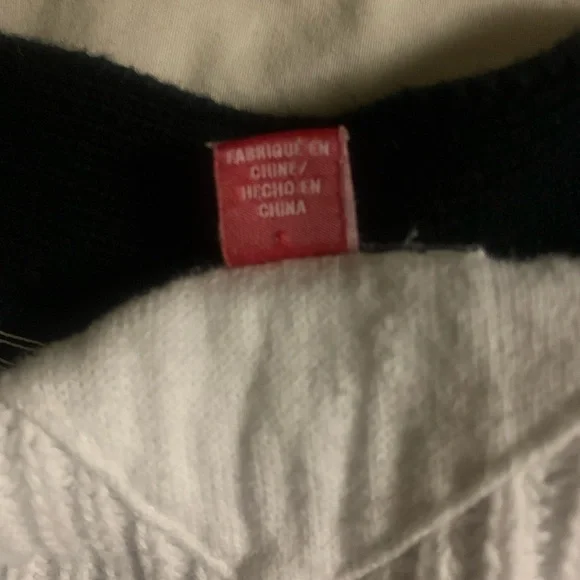 FABRIQUÉ EN
CHINE/
HECHO EN
CHINA